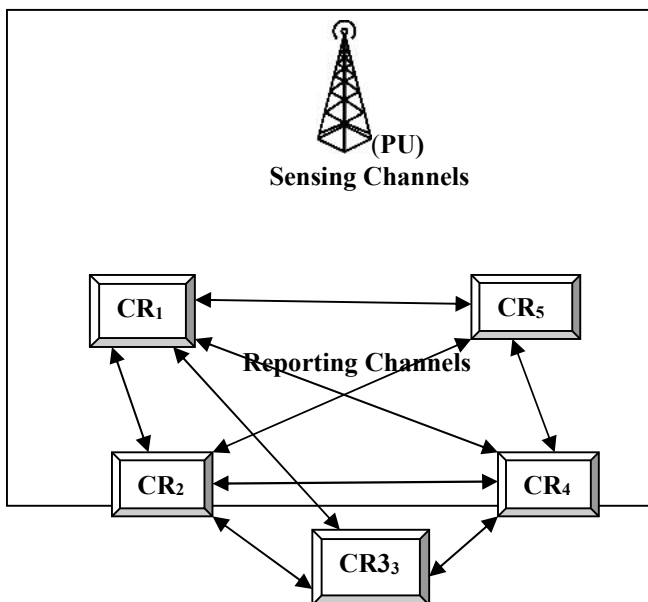 (PU)
Sensing Channels
CR₁
CR₅
Reporting Channels
CR₂
CR₄
CR3₃